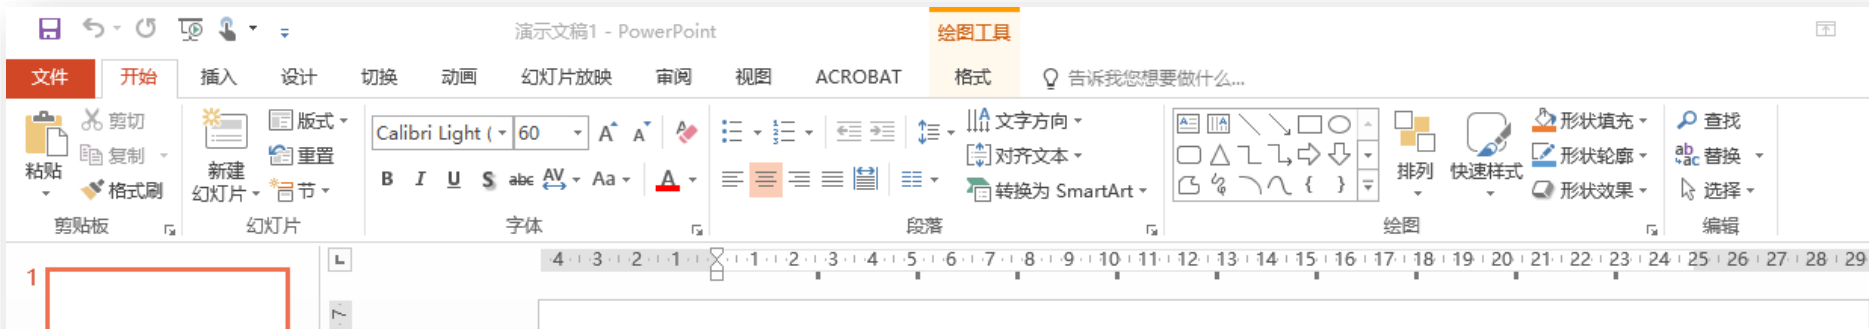 演示文稿1 - PowerPoint
绘图工具
文件 开始 插入 设计 切换 动画 幻灯片放映 审阅 视图 ACROBAT 格式 告诉我您想要做什么...
粘贴 剪切 复制 格式刷
剪贴板
新建
幻灯片 版式 重置 节
幻灯片
Calibri Light ( 60 A A
B I U S abc AV Aa A
字体
文字方向
对齐文本
转换为 SmartArt
段落
排列 快速样式 形状填充
形状轮廓
形状效果
绘图
查找
替换
选择
编辑
4 3 2 1 1 2 3 4 5 6 7 8 9 10 11 12 13 14 15 16 17 18 19 20 21 22 23 24 25 26 27 28 29
1
7